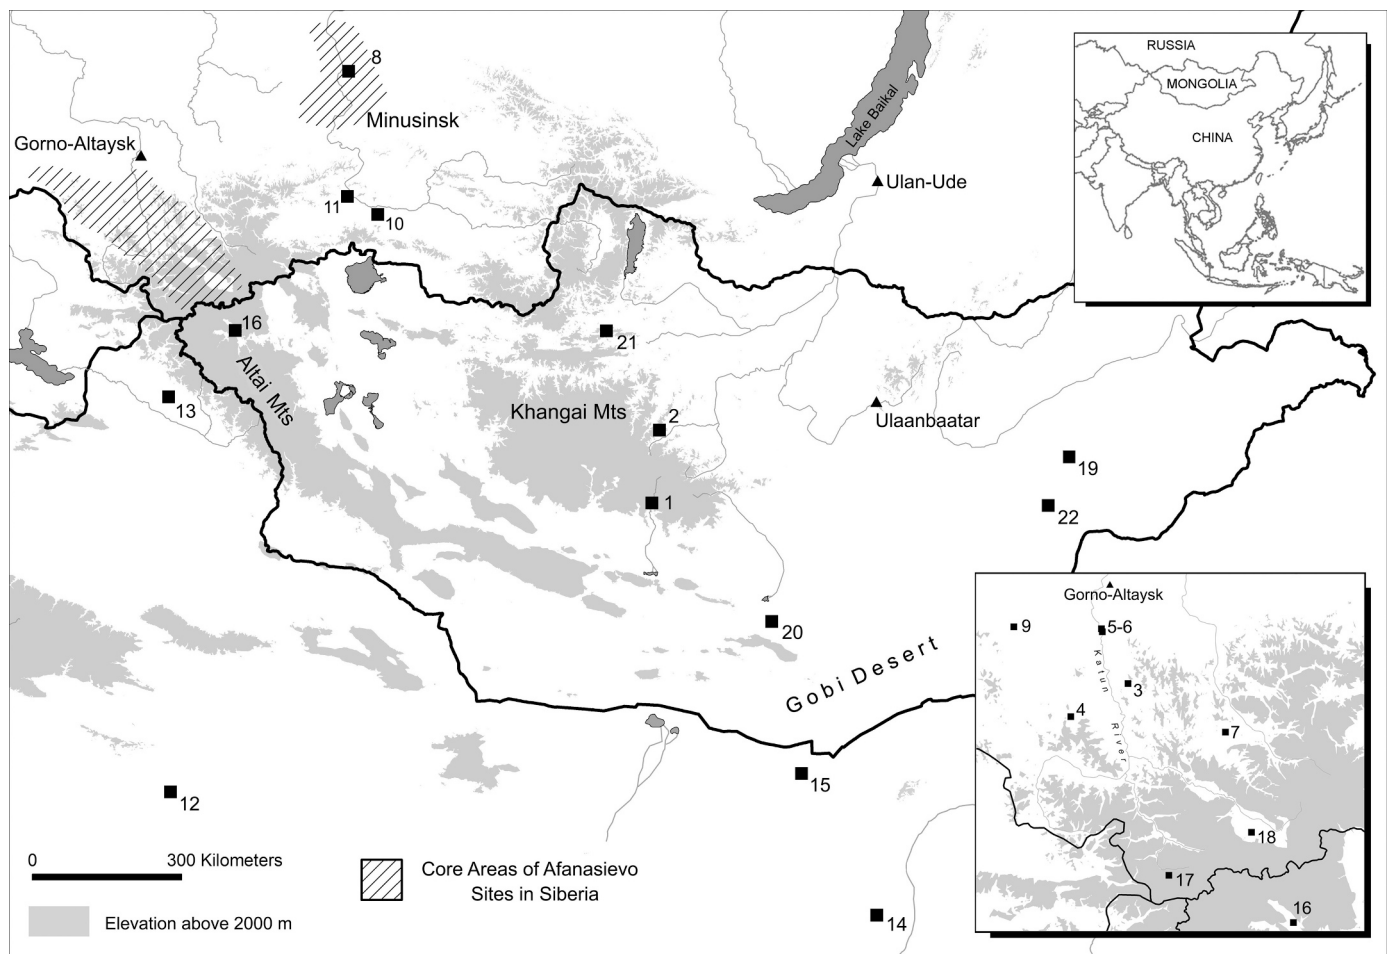 8
Minusinsk
Gorno-Altaysk
Lake Baikal
Ulan-Ude
11
10
RUSSIA
MONGOLIA
CHINA
16
Altai Mts
21
13
Khangai Mts
2
Ulaanbaatar
1
19
22
20
Gobi Desert
15
12
14
0
300 Kilometers
Elevation above 2000 m
Core Areas of Afanasievo
Sites in Siberia
Gorno-Altaysk
9
5-6
Katun River
3
4
7
18
17
16